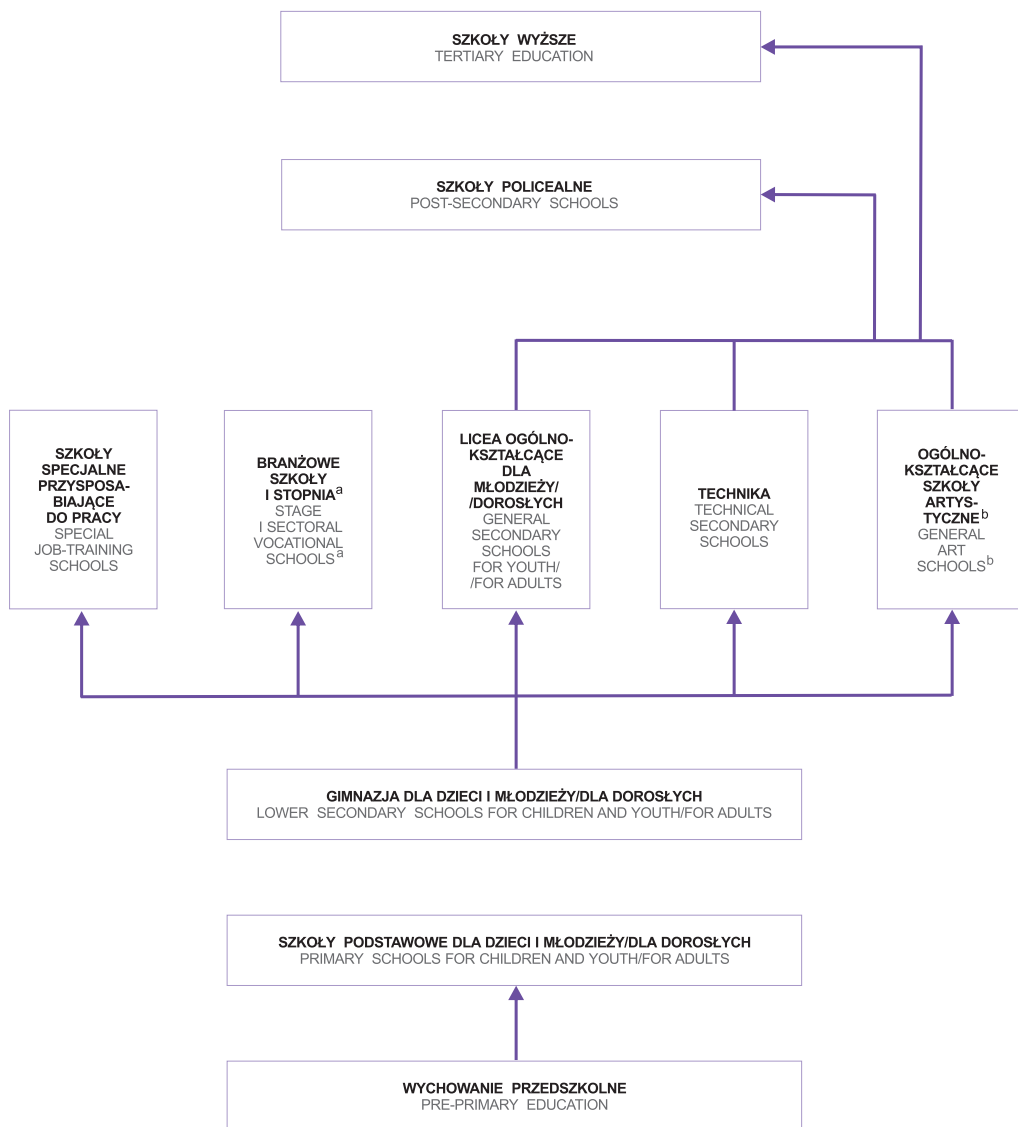 SZKOŁY WYŻSZE
TERTIARY EDUCATION
SZKOŁY POLICEALNE
POST-SECONDARY SCHOOLS
SZKOŁY
SPECJALNE
PRZYSPOSA-
BIAJĄCE
DO PRACY
SPECIAL
JOB-TRAINING
SCHOOLS
BRANŻOWE
SZKOŁY
I STOPNIAa
STAGE
I SECTORAL
VOCATIONAL
SCHOOLSa
LICEA OGÓLNO-
KSZTAŁCĄCE
DLA
MŁODZIEŻY/
/DOROSŁYCH
GENERAL
SECONDARY
SCHOOLS
FOR YOUTH/
/FOR ADULTS
TECHNIKA
TECHNICAL
SECONDARY
SCHOOLS
OGÓLNO-
KSZTAŁCĄCE
SZKOŁY
ARTYS-
TYCZNEb
GENERAL
ART
SCHOOLSb
GIMNAZJA DLA DZIECI I MŁODZIEŻY/DLA DOROSŁYCH
LOWER SECONDARY SCHOOLS FOR CHILDREN AND YOUTH/FOR ADULTS
SZKOŁY PODSTAWOWE DLA DZIECI I MŁODZIEŻY/DLA DOROSŁYCH
PRIMARY SCHOOLS FOR CHILDREN AND YOUTH/FOR ADULTS
WYCHOWANIE PRZEDSZKOLNE
PRE-PRIMARY EDUCATION